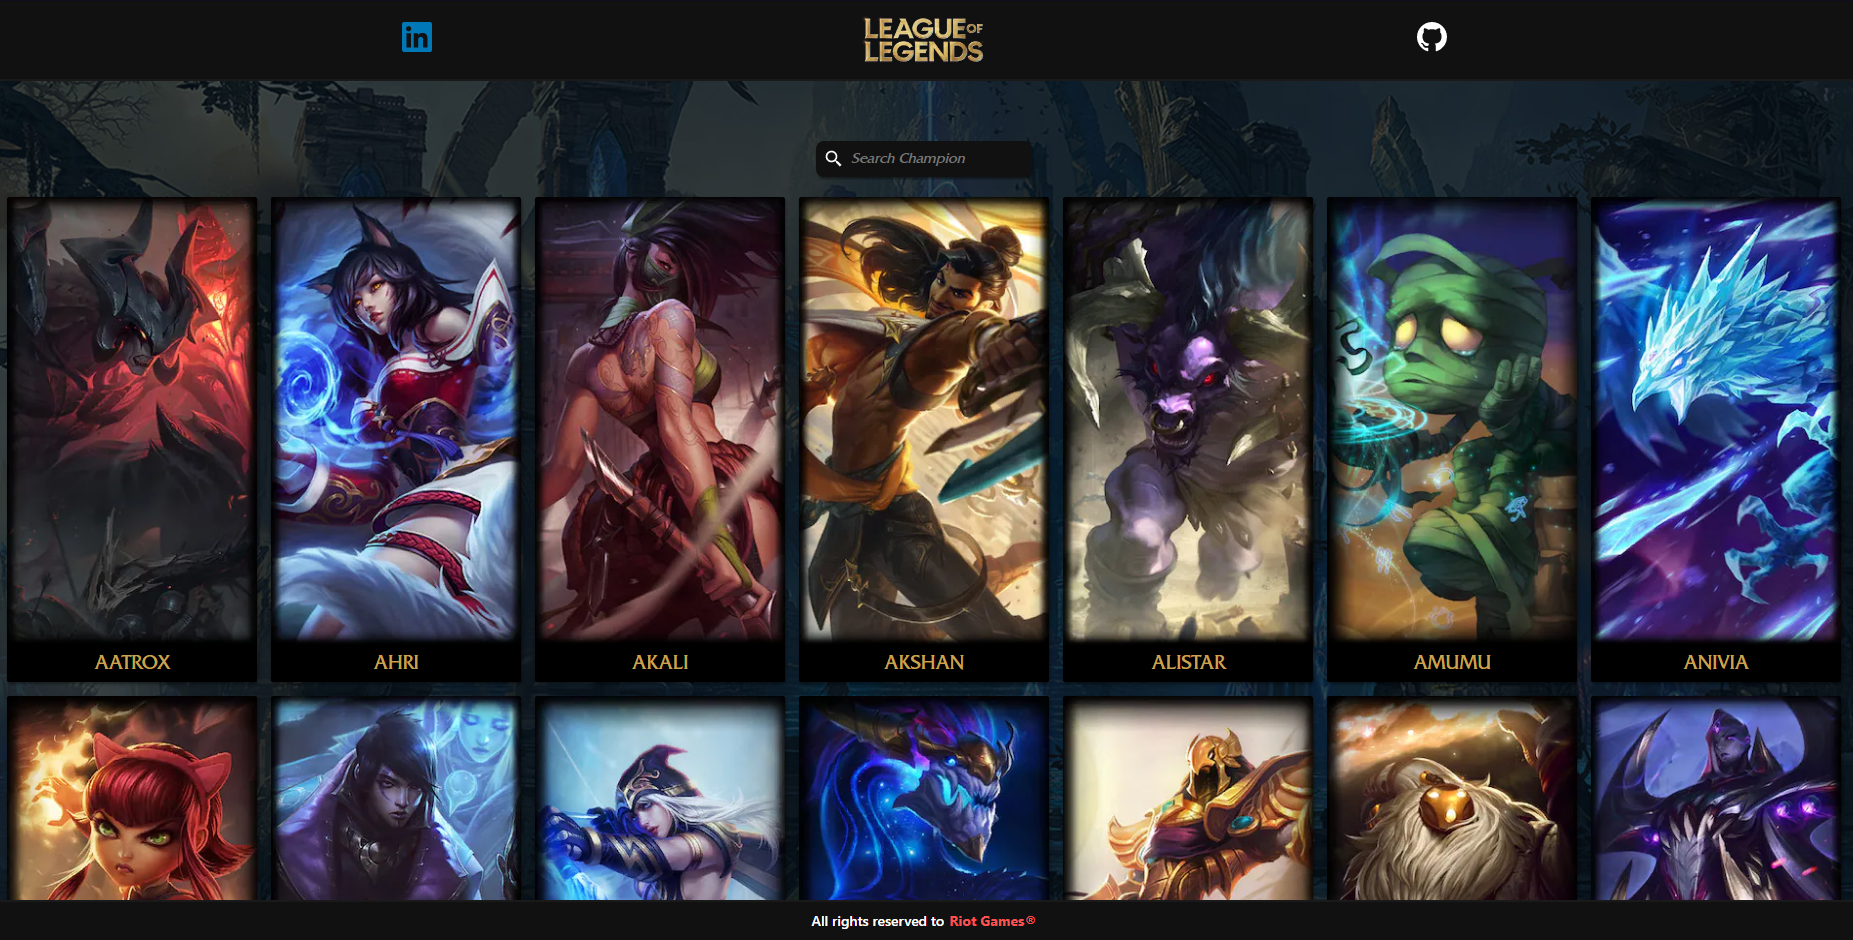 in
LEAGUE OF
LEGENDS
Search Champion
AATROX
AHRI
AKALI
AKSHAN
ALISTAR
AMUMU
ANIVIA
All rights reserved to Riot Games®